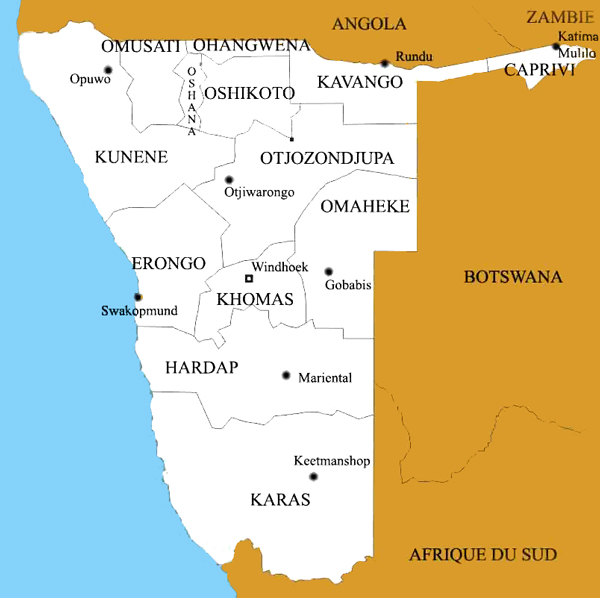 ANGOLA
ZAMBIE
Katima
Mulilo
OMUSATI
OHANGWENA
Rundu
CAPRIVI
Opuwo
OSHANA
OSHIKOTO
KAVANGO
KUNENE
OTJOZONDJUPA
Otjiwarongo
OMAHEKE
ERONGO
Windhoek
BOTSWANA
Gobabis
KHOMAS
Swakopmund
HARDAP
Mariental
Keetmanshop
KARAS
AFRIQUE DU SUD